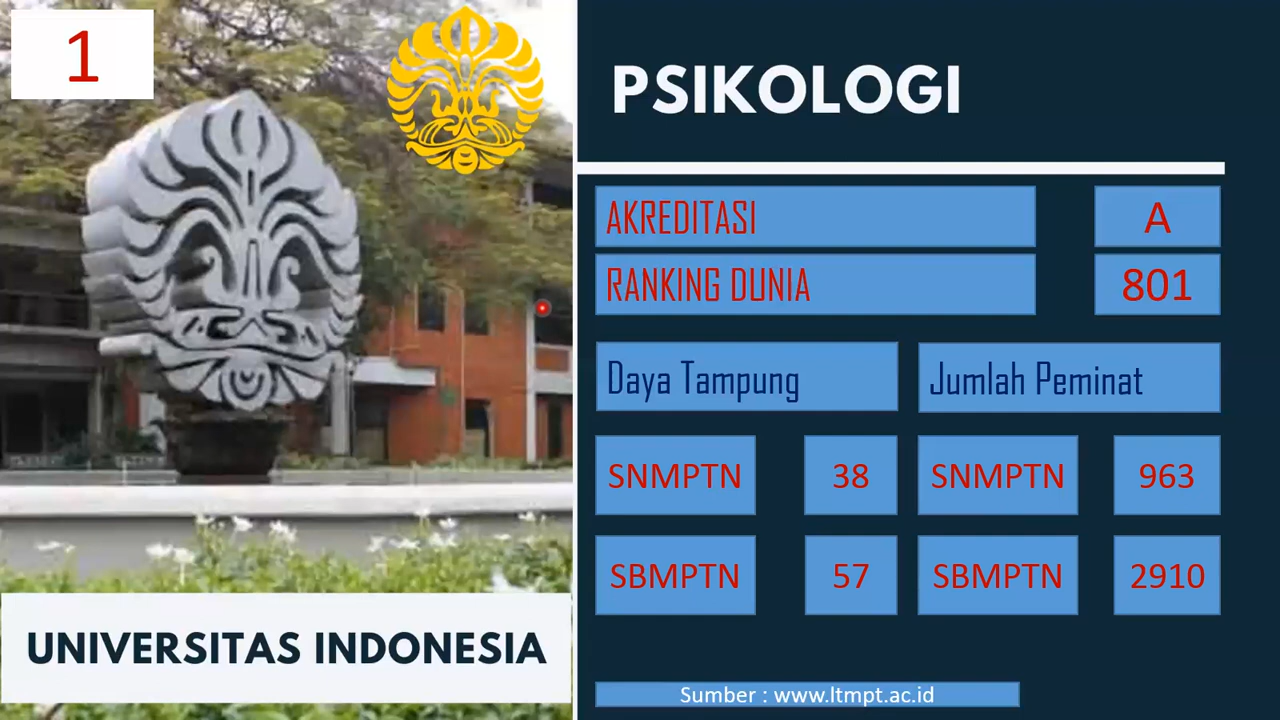 1
UNIVERSITAS INDONESIA
PSIKOLOGI
AKREDITASI A
RANKING DUNIA 801
Daya Tampung Jumlah Peminat
SNMPTN 38 SNMPTN 963
SBMPTN 57 SBMPTN 2910
Sumber : www.ltmpt.ac.id